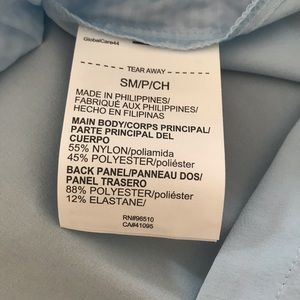 GlobalCare44
TEAR AWAY
SM/P/CH
MADE IN PHILIPPINES/
FABRIQUÉ AUX PHILIPPINES/
HECHO EN FILIPINAS
MAIN BODY/CORPS PRINCIPAL/
PARTE PRINCIPAL DEL
CUERPO
55% NYLON/poliamida
45% POLYESTER/poliéster
BACK PANEL/PANNEAU DOS/
PANEL TRASERO
88% POLYESTER/poliéster
12% ELASTANE/
RN#96510
CA#41095